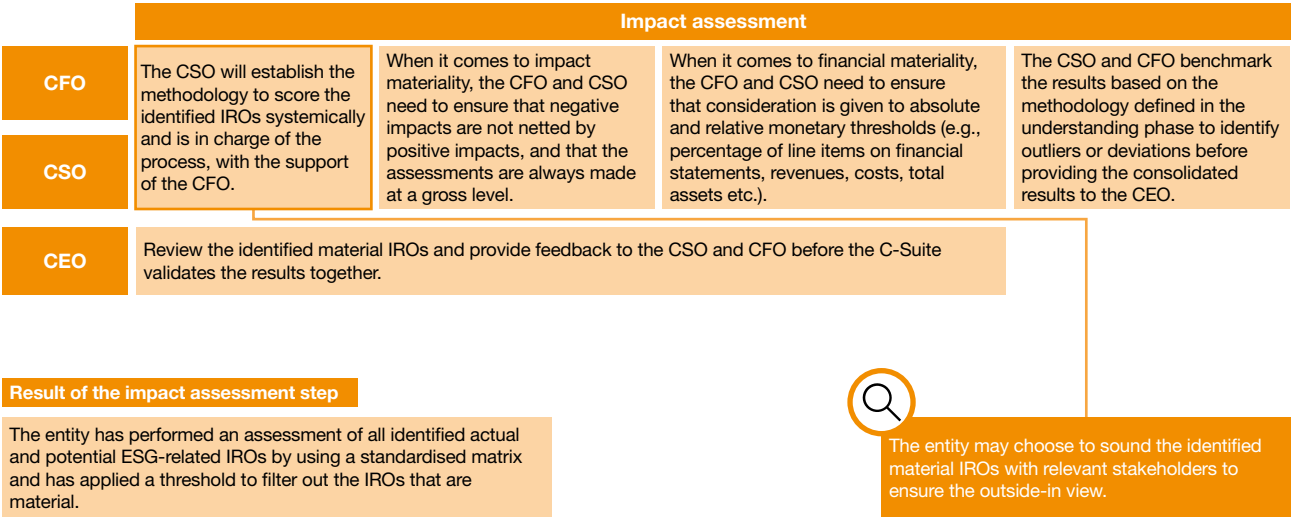 Impact assessment
CFO
CSO
The CSO will establish the
methodology to score the
identified IROs systemically
and is in charge of the
process, with the support
of the CFO.
When it comes to impact
materiality, the CFO and CSO
need to ensure that negative
impacts are not netted by
positive impacts, and that the
assessments are always made
at a gross level.
When it comes to financial materiality,
the CFO and CSO need to ensure
that consideration is given to absolute
and relative monetary thresholds (e.g.,
percentage of line items on financial
statements, revenues, costs, total
assets etc.).
The CSO and CFO benchmark
the results based on the
methodology defined in the
understanding phase to identify
outliers or deviations before
providing the consolidated
results to the CEO.
CEO
Review the identified material IROs and provide feedback to the CSO and CFO before the C-Suite
validates the results together.
Result of the impact assessment step
The entity has performed an assessment of all identified actual
and potential ESG-related IROs by using a standardised matrix
and has applied a threshold to filter out the IROs that are
material.
The entity may choose to sound the identified
material IROs with relevant stakeholders to
ensure the outside-in view.